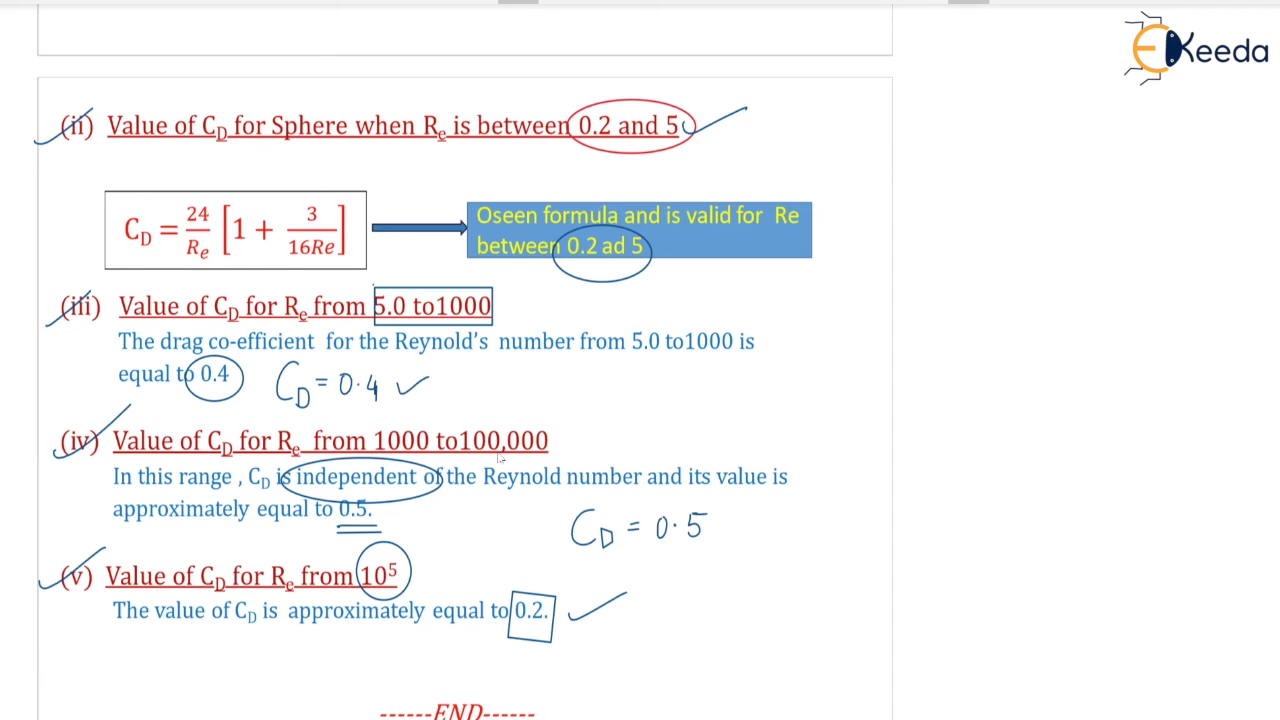 EKeeda
(ii) Value of C_D for Sphere when R_e is between 0.2 and 5
C_D = 24/R_e [1 + 3/16Re]
Oseen formula and is valid for Re
between 0.2 ad 5
(iii) Value of C_D for R_e from 5.0 to1000
The drag co-efficient for the Reynold's number from 5.0 to1000 is
equal to 0.4
C_D = 0.4
(iv) Value of C_D for R_e from 1000 to100,000
In this range , C_D is independent of the Reynold number and its value is
approximately equal to 0.5.
C_D = 0.5
(v) Value of C_D for R_e from 10⁵
The value of C_D is approximately equal to 0.2.
------END------